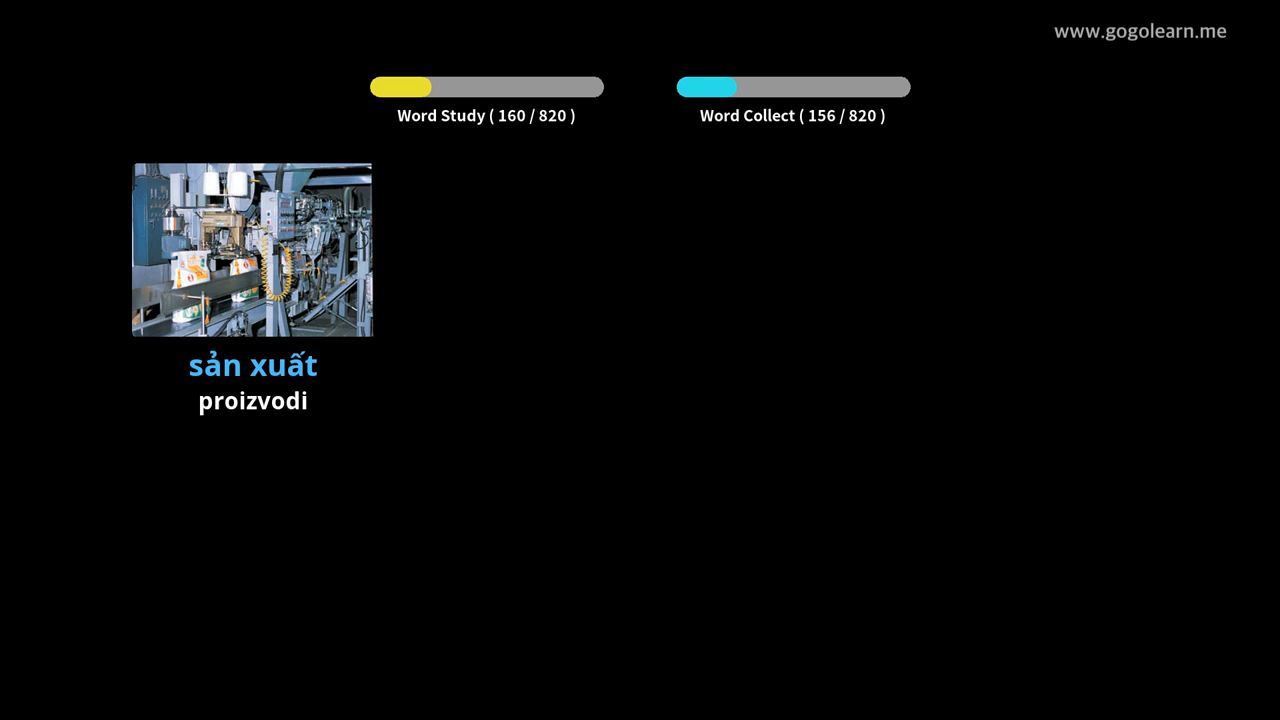 www.gogolearn.me
Word Study ( 160 / 820 )
Word Collect ( 156 / 820 )
sản xuất
proizvodi